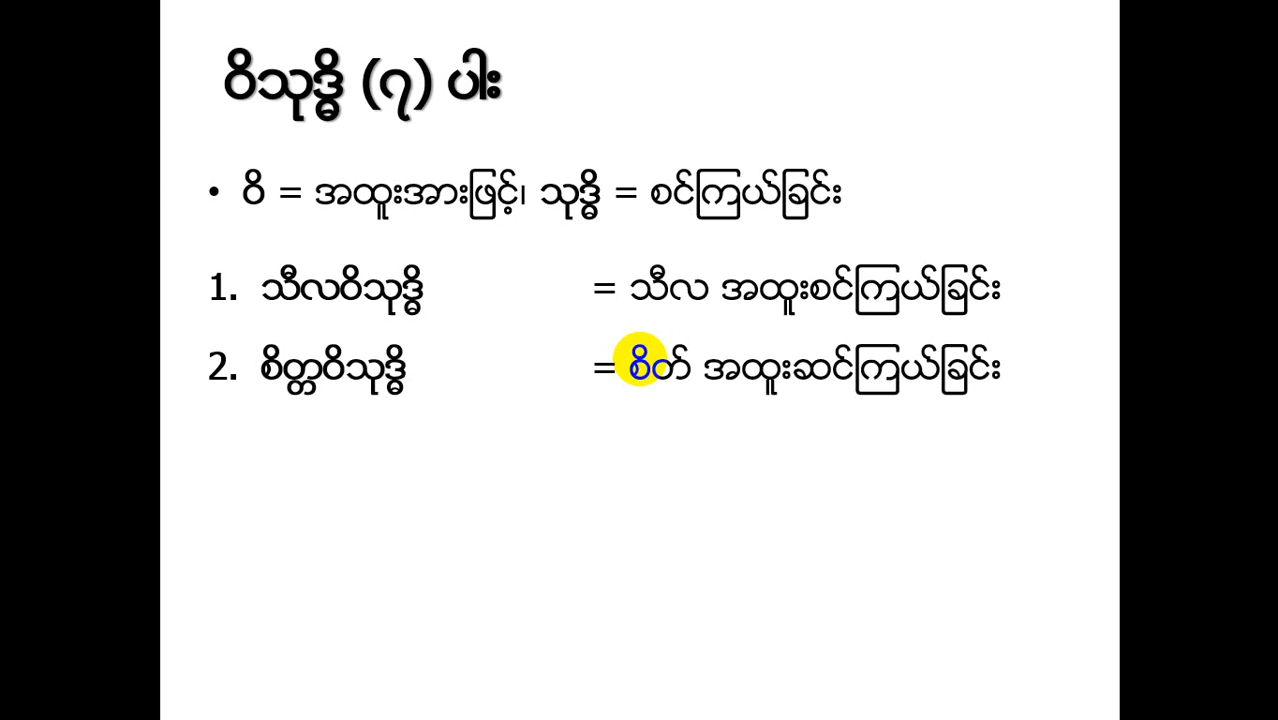 ဝိသုဒ္ဓိ (၇) ပါး
• ဝိ = အထူးအားဖြင့်၊ သုဒ္ဓိ = စင်ကြယ်ခြင်း
1. သီလဝိသုဒ္ဓိ = သီလ အထူးစင်ကြယ်ခြင်း
2. စိတ္တဝိသုဒ္ဓိ = စိတ် အထူးဆင်ကြယ်ခြင်း